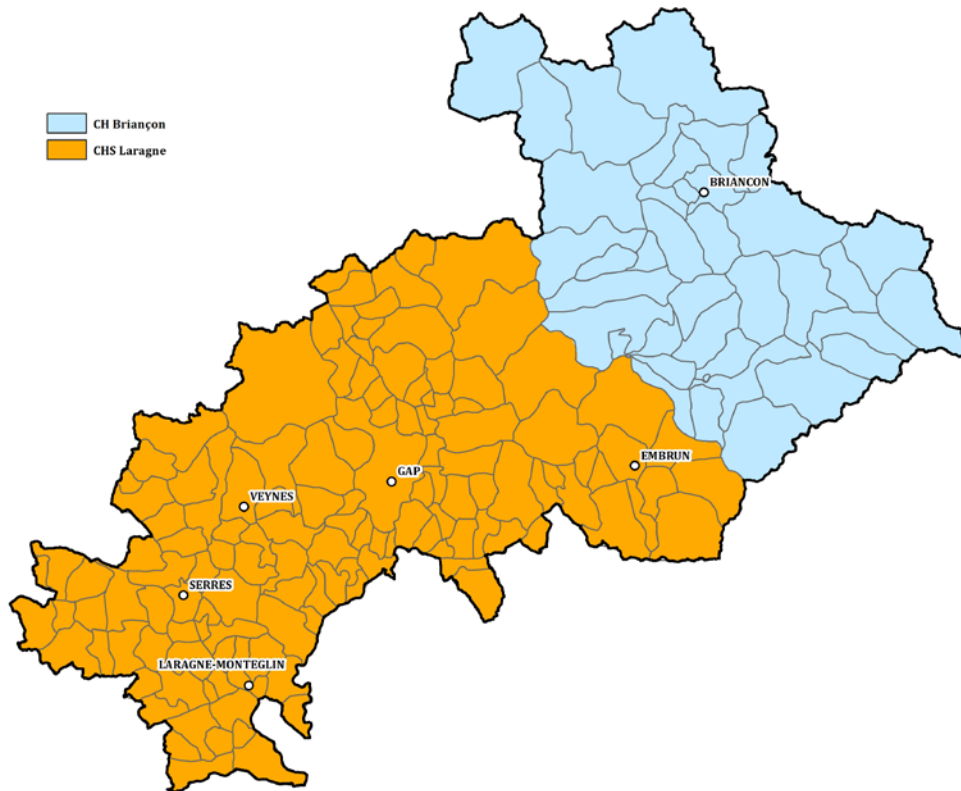 CH Briançon
CHS Laragne
BRIANCON
EMBRUN
GAP
VEYNES
SERRES
LARAGNE-MONTEGLIN